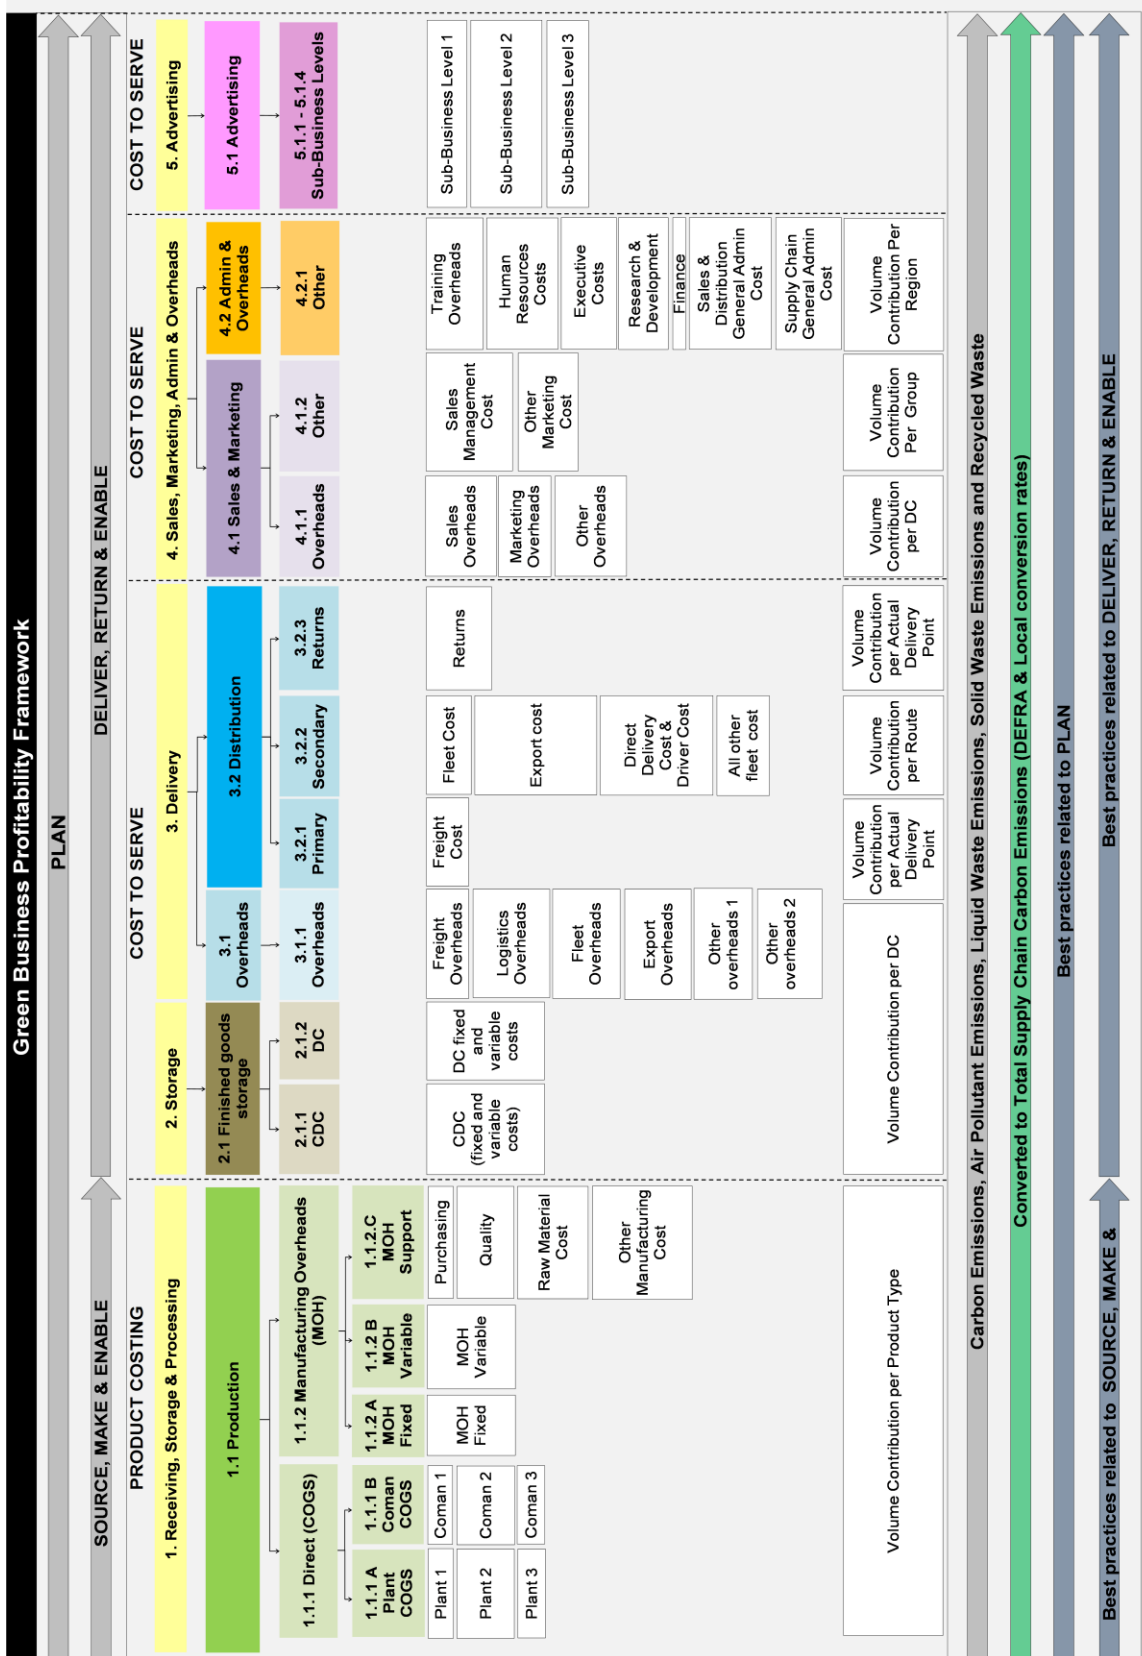 Green Business Profitability Framework
PLAN
SOURCE, MAKE & ENABLE
DELIVER, RETURN & ENABLE
PRODUCT COSTING
COST TO SERVE
COST TO SERVE
COST TO SERVE
1. Receiving, Storage & Processing
2. Storage
3. Delivery
4. Sales, Marketing, Admin & Overheads
5. Advertising
1.1 Production
2.1 Finished goods
storage
3.1
Overheads
3.2 Distribution
4.1 Sales & Marketing
4.2 Admin &
Overheads
5.1 Advertising
1.1.1 Direct (COGS)
1.1.2 Manufacturing Overheads
(MOH)
2.1.1
CDC
2.1.2
DC
3.1.1
Overheads
3.2.1
Primary
3.2.2
Secondary
3.2.3
Returns
4.1.1
Overheads
4.1.2
Other
4.2.1
Other
5.1.1 - 5.1.4
Sub-Business Levels
1.1.1 A
Plant
COGS
1.1.1 B
Coman
COGS
1.1.2 A
MOH
Fixed
1.1.2 B
MOH
Variable
1.1.2.C
MOH
Support
Plant 1
Plant 2
Plant 3
Coman 1
Coman 2
Coman 3
MOH
Fixed
MOH
Variable
Purchasing
Quality
Raw Material
Cost
Other
Manufacturing
Cost
CDC
(fixed and
variable
costs)
DC fixed
and
variable
costs
Freight
Overheads
Logistics
Overheads
Fleet
Overheads
Export
Overheads
Other
overheads 1
Other
overheads 2
Freight
Cost
Fleet Cost
Export cost
Direct
Delivery
Cost &
Driver Cost
All other
fleet cost
Returns
Sales
Overheads
Marketing
Overheads
Other
Overheads
Sales
Management
Cost
Other
Marketing
Cost
Training
Overheads
Human
Resources
Costs
Executive
Costs
Research &
Development
Finance
Sales &
Distribution
General Admin
Cost
Supply Chain
General Admin
Cost
Sub-Business Level 1
Sub-Business Level 2
Sub-Business Level 3
Volume Contribution per Product Type
Volume Contribution per DC
Volume
Contribution
per Actual
Delivery
Point
Volume
Contribution
per Route
Volume
Contribution
per Actual
Delivery
Point
Volume
Contribution
per DC
Volume
Contribution
Per Group
Volume
Contribution Per
Region
Carbon Emissions, Air Pollutant Emissions, Liquid Waste Emissions, Solid Waste Emissions and Recycled Waste
Converted to Total Supply Chain Carbon Emissions (DEFRA & Local conversion rates)
Best practices related to PLAN
Best practices related to  SOURCE, MAKE &
Best practices related to DELIVER, RETURN & ENABLE